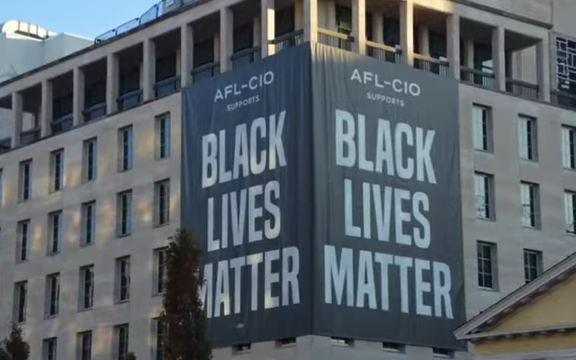 AFL-CIO
SUPPORTS
BLACK
LIVES
MATTER
AFL-CIO
SUPPORTS
BLACK
LIVES
MATTER